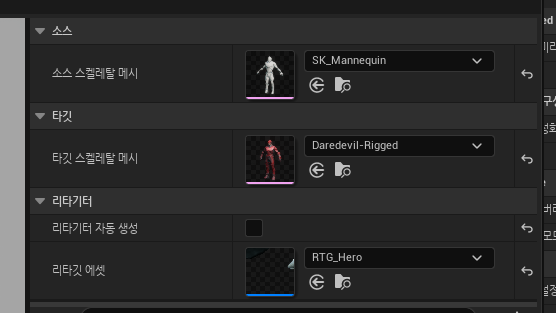 소스
소스 스켈레탈 메시
SK_Mannequin
타깃
타깃 스켈레탈 메시
Daredevil-Rigged
리타기터
리타기터 자동 생성
리타깃 에셋
RTG_Hero